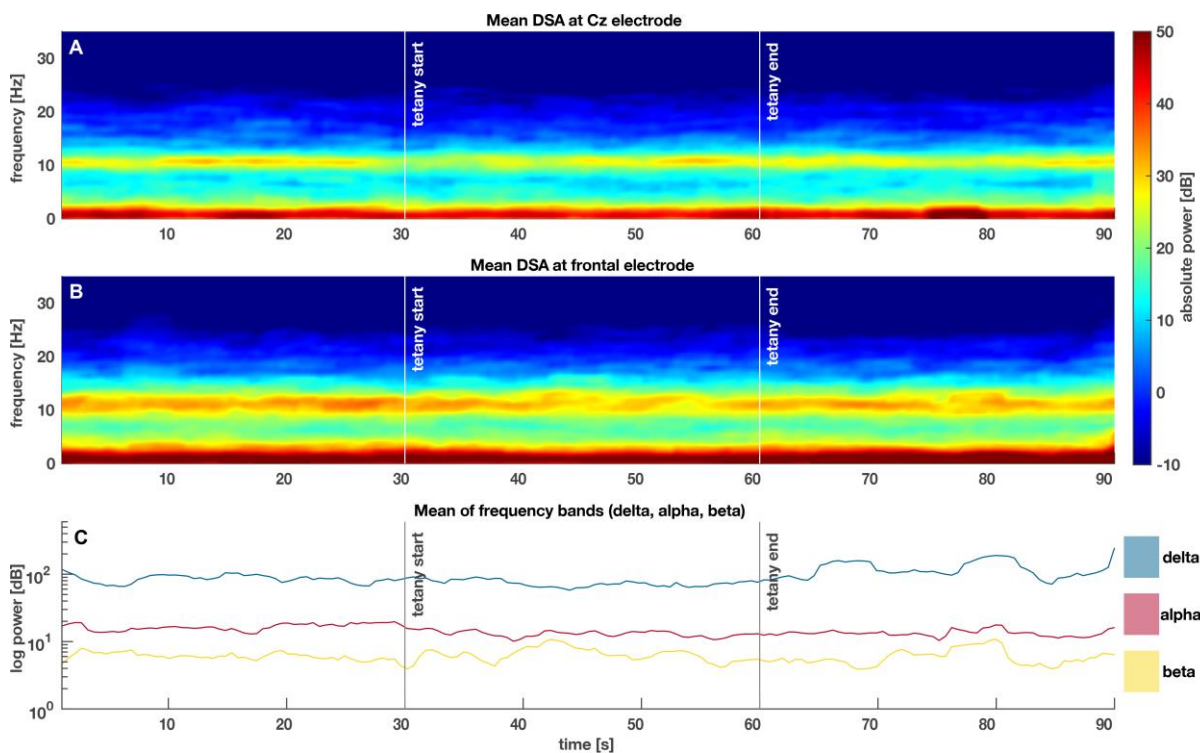 Mean DSA at Cz electrode
A
frequency [Hz]
30
20
10
0
tetany start
tetany end
10 20 30 40 50 60 70 80 90
50
40
30
20
10
0
-10
absolute power [dB]
Mean DSA at frontal electrode
B
frequency [Hz]
30
20
10
0
tetany start
tetany end
10 20 30 40 50 60 70 80 90
Mean of frequency bands (delta, alpha, beta)
C
log power [dB]
10²
10¹
10⁰
tetany start
tetany end
10 20 30 40 50 60 70 80 90
time [s]
delta
alpha
beta